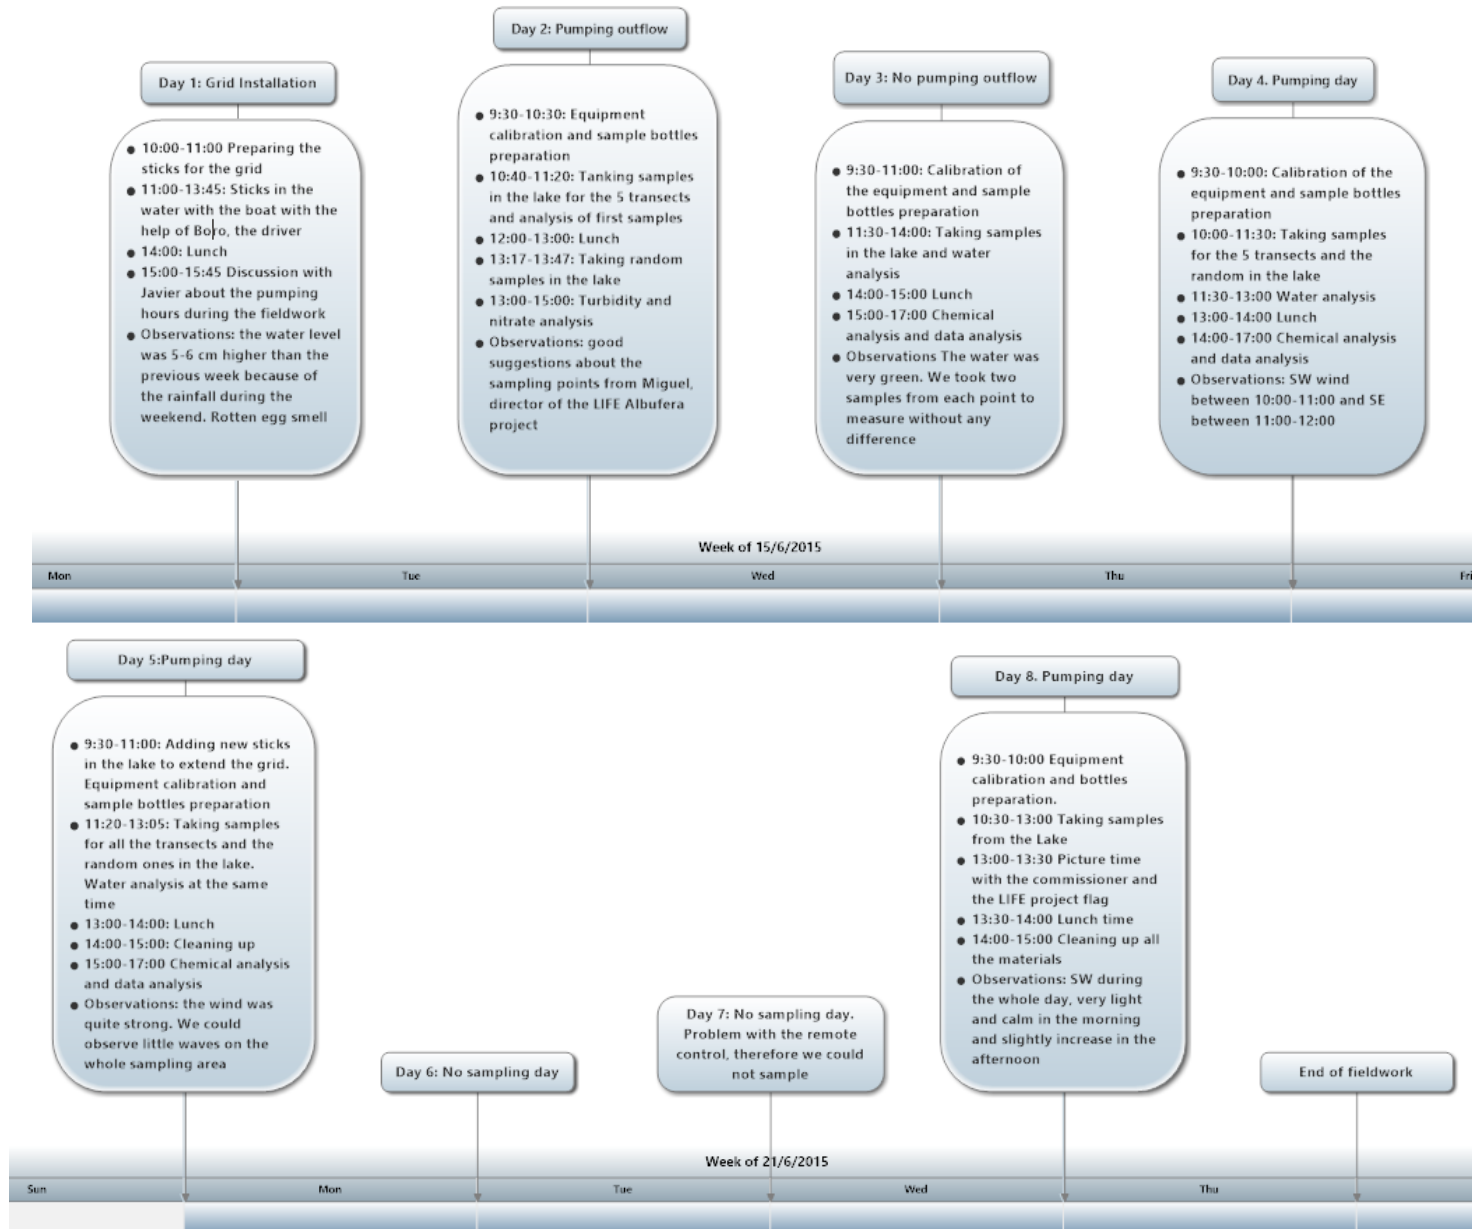 Day 1: Grid Installation
● 10:00-11:00 Preparing the
sticks for the grid
● 11:00-13:45: Sticks in the
water with the boat with the
help of Boro, the driver
● 14:00: Lunch
● 15:00-15:45 Discussion with
Javier about the pumping
hours during the fieldwork
● Observations: the water level
was 5-6 cm higher than the
previous week because of
the rainfall during the
weekend. Rotten egg smell
Day 2: Pumping outflow
● 9:30-10:30: Equipment
calibration and sample bottles
preparation
● 10:40-11:20: Tanking samples
in the lake for the 5 transects
and analysis of first samples
● 12:00-13:00: Lunch
● 13:17-13:47: Taking random
samples in the lake
● 13:00-15:00: Turbidity and
nitrate analysis
● Observations: good
suggestions about the
sampling points from Miguel,
director of the LIFE Albufera
project
Day 3: No pumping outflow
● 9:30-11:00: Calibration of
the equipment and sample
bottles preparation
● 11:30-14:00: Taking samples
in the lake and water
analysis
● 14:00-15:00 Lunch
● 15:00-17:00 Chemical
analysis and data analysis
● Observations The water was
very green. We took two
samples from each point to
measure without any
difference
Day 4. Pumping day
● 9:30-10:00: Calibration of the
equipment and sample bottles
preparation
● 10:00-11:30: Taking samples
for the 5 transects and the
random in the lake
● 11:30-13:00 Water analysis
● 13:00-14:00 Lunch
● 14:00-17:00 Chemical analysis
and data analysis
● Observations: SW wind
between 10:00-11:00 and SE
between 11:00-12:00
Week of 15/6/2015
Mon Tue Wed Thu Fri
Day 5:Pumping day
● 9:30-11:00: Adding new sticks
in the lake to extend the grid.
Equipment calibration and
sample bottles preparation
● 11:20-13:05: Taking samples
for all the transects and the
random ones in the lake.
Water analysis at the same
time
● 13:00-14:00: Lunch
● 14:00-15:00: Cleaning up
● 15:00-17:00 Chemical analysis
and data analysis
● Observations: the wind was
quite strong. We could
observe little waves on the
whole sampling area
Day 6: No sampling day
Day 7: No sampling day.
Problem with the remote
control, therefore we could
not sample
Day 8. Pumping day
● 9:30-10:00 Equipment
calibration and bottles
preparation.
● 10:30-13:00 Taking samples
from the Lake
● 13:00-13:30 Picture time
with the commissioner and
the LIFE project flag
● 13:30-14:00 Lunch time
● 14:00-15:00 Cleaning up all
the materials
● Observations: SW during
the whole day, very light
and calm in the morning
and slightly increase in the
afternoon
End of fieldwork
Week of 21/6/2015
Sun Mon Tue Wed Thu